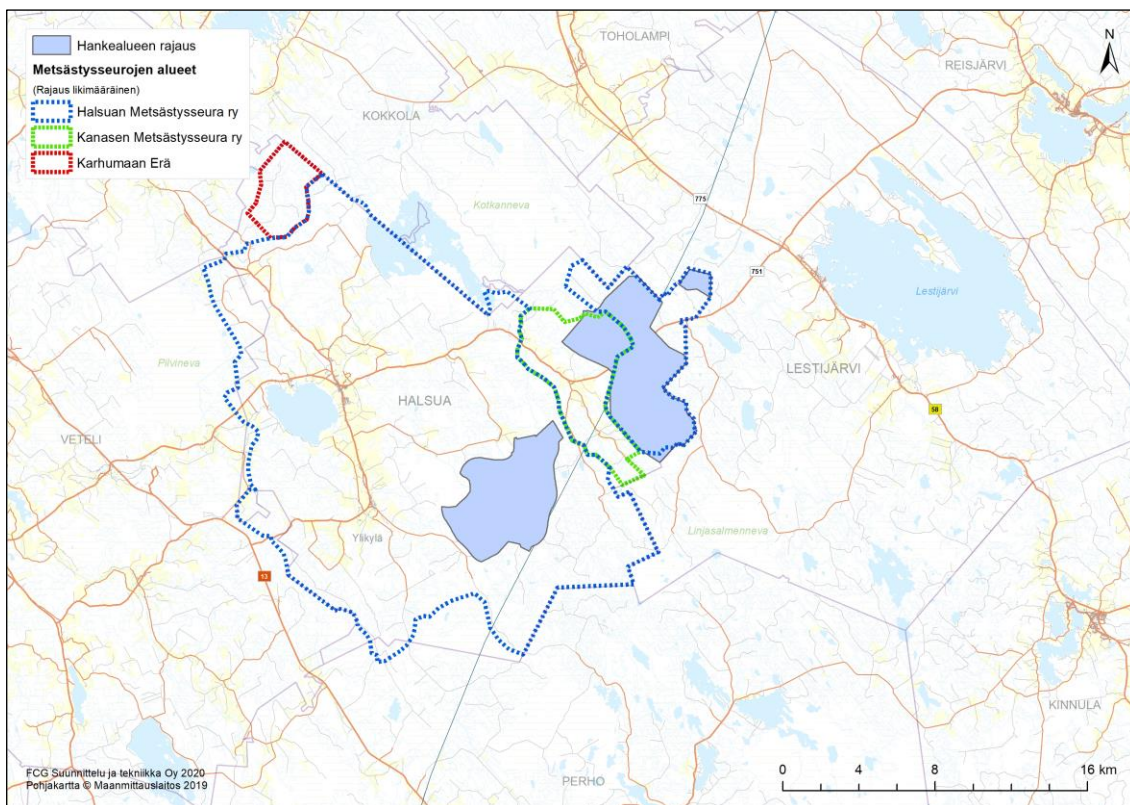 Hankealueen rajaus
Metsästysseurojen alueet
(Rajaus likimääräinen)
Halsuan Metsästysseura ry
Kanasen Metsästysseura ry
Karhumaan Erä
TOHOLAMPI
N
REISJÄRVI
KOKKOLA
775
Kotkanneva
751
Lestijärvi
Pilvineva
LESTIJÄRVI
HALSUA
58
VETELI
Linjasalmenneva
Ylikylä
13
KINNULA
PERHO
FCG Suunnittelu ja tekniikka Oy 2020
Pohjakartta © Maanmittauslaitos 2019
0 4 8 16 km